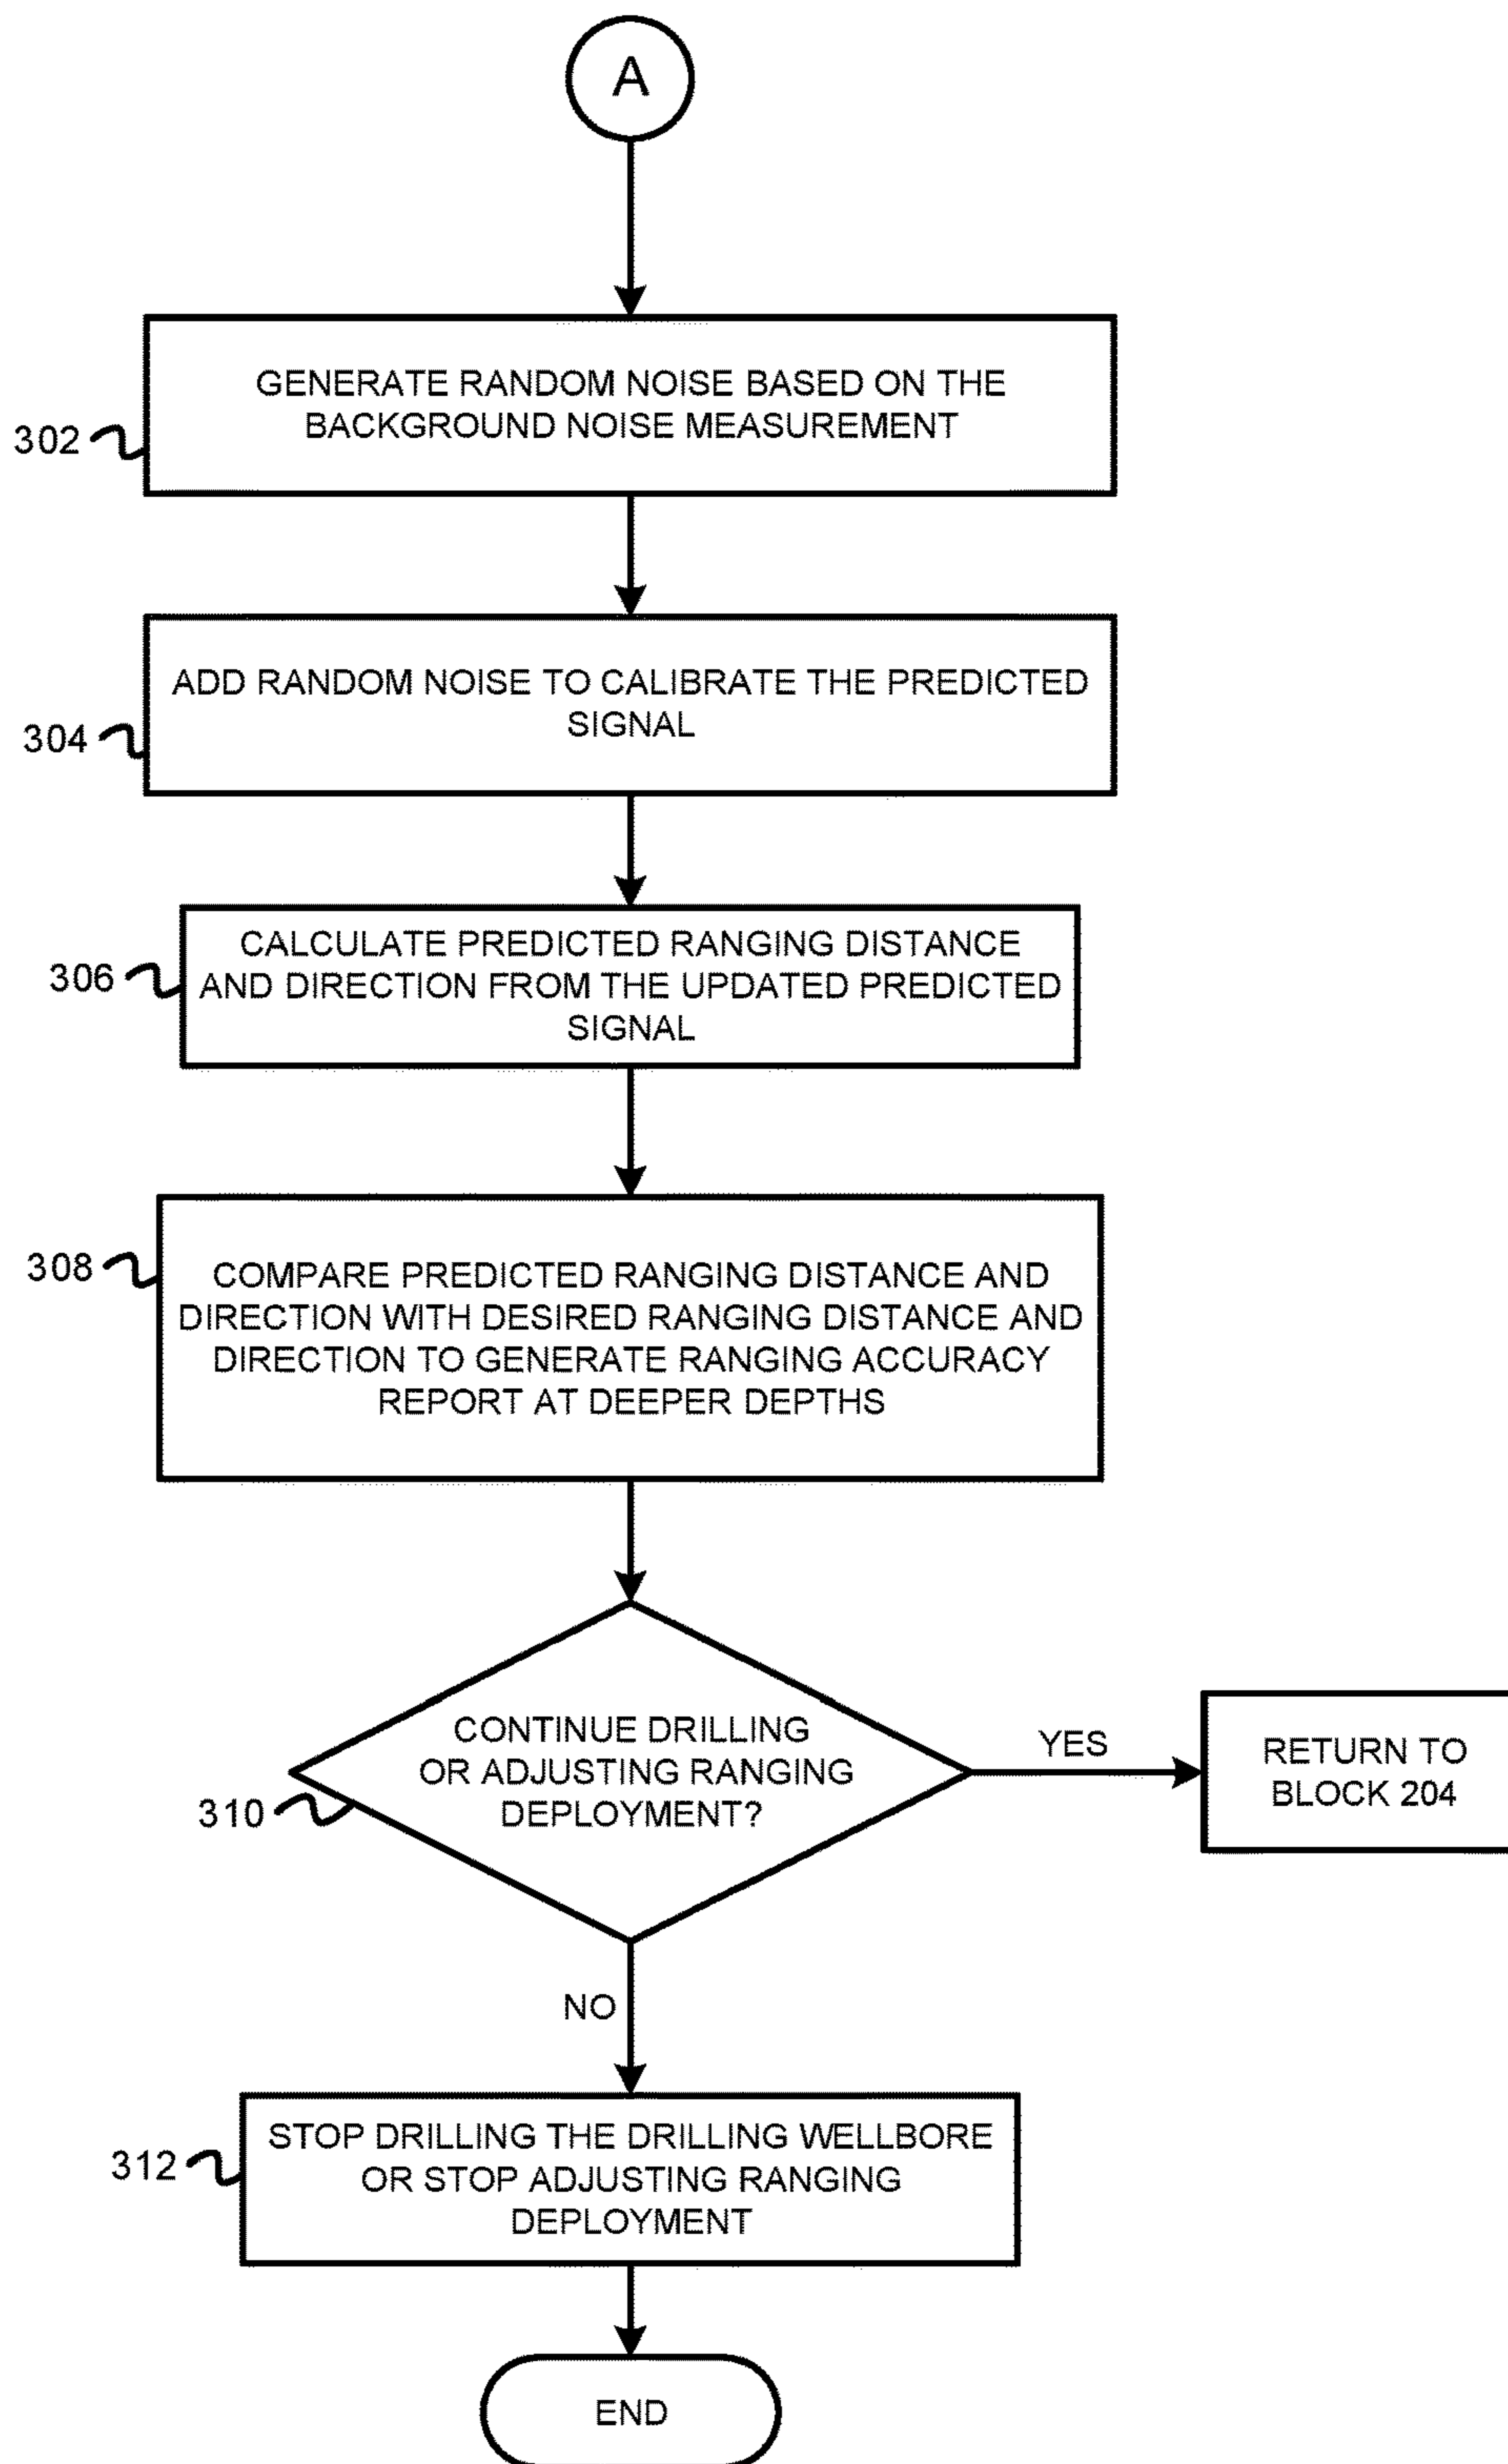 A
GENERATE RANDOM NOISE BASED ON THE
BACKGROUND NOISE MEASUREMENT
302
ADD RANDOM NOISE TO CALIBRATE THE PREDICTED
SIGNAL
304
CALCULATE PREDICTED RANGING DISTANCE
AND DIRECTION FROM THE UPDATED PREDICTED
SIGNAL
306
COMPARE PREDICTED RANGING DISTANCE AND
DIRECTION WITH DESIRED RANGING DISTANCE AND
DIRECTION TO GENERATE RANGING ACCURACY
REPORT AT DEEPER DEPTHS
308
CONTINUE DRILLING
OR ADJUSTING RANGING
DEPLOYMENT?
310
YES
RETURN TO
BLOCK 204
NO
STOP DRILLING THE DRILLING WELLBORE
OR STOP ADJUSTING RANGING
DEPLOYMENT
312
END